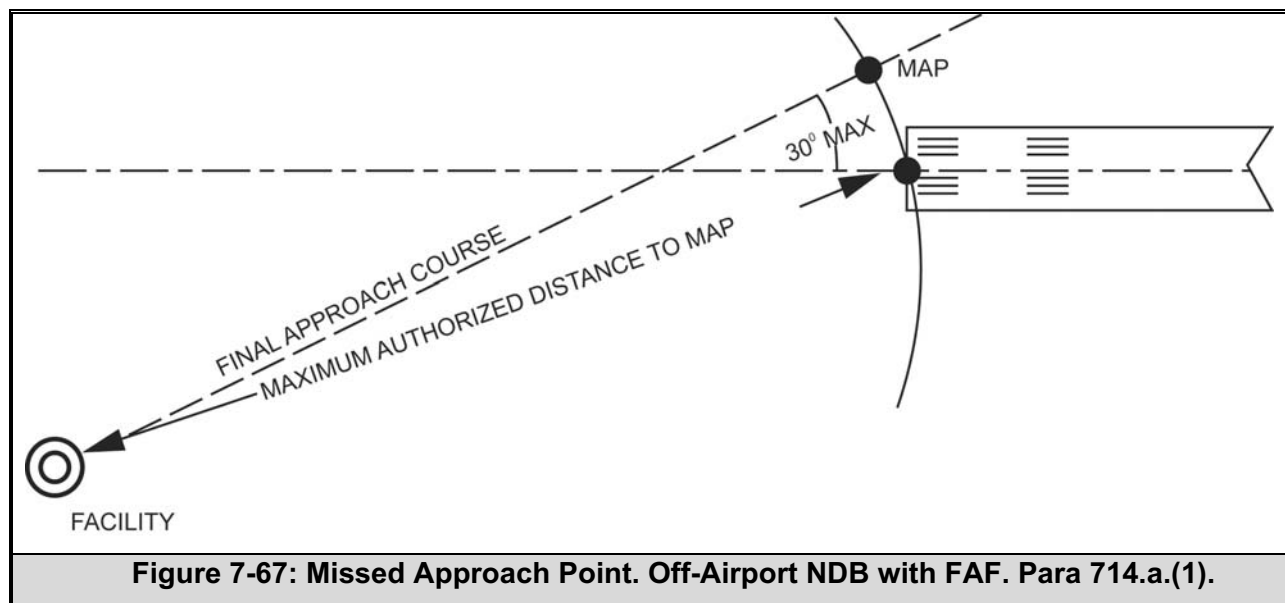 MAP
30° MAX
FINAL APPROACH COURSE
MAXIMUM AUTHORIZED DISTANCE TO MAP
FACILITY
Figure 7-67: Missed Approach Point. Off-Airport NDB with FAF. Para 714.a.(1).